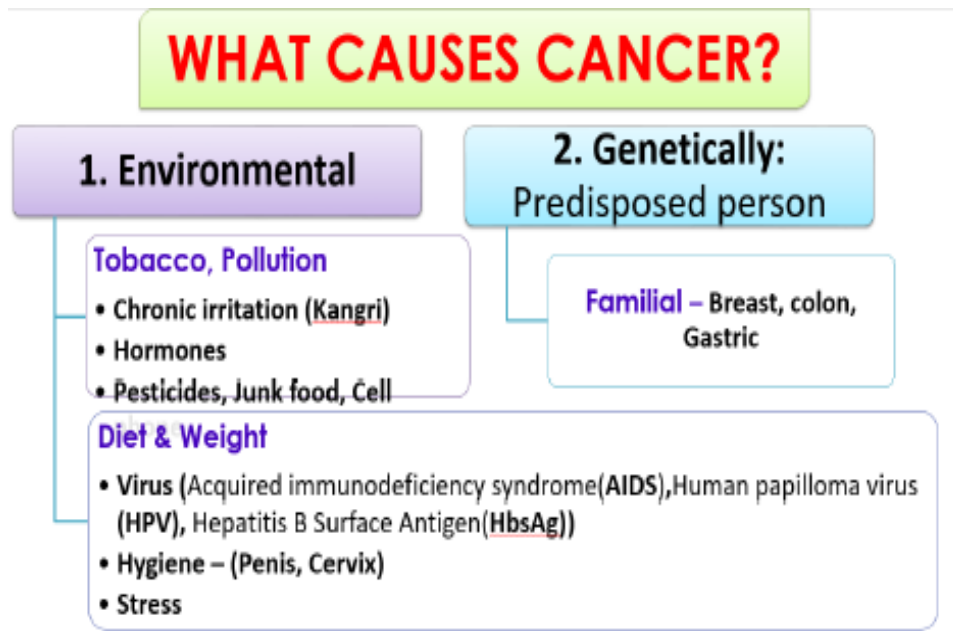 WHAT CAUSES CANCER?
1. Environmental
2. Genetically:
Predisposed person
Tobacco, Pollution
• Chronic irritation (Kangri)
• Hormones
• Pesticides, Junk food, Cell
Familial – Breast, colon,
Gastric
Diet & Weight
• Virus (Acquired immunodeficiency syndrome(AIDS),Human papilloma virus
(HPV), Hepatitis B Surface Antigen(HbsAg))
• Hygiene – (Penis, Cervix)
• Stress